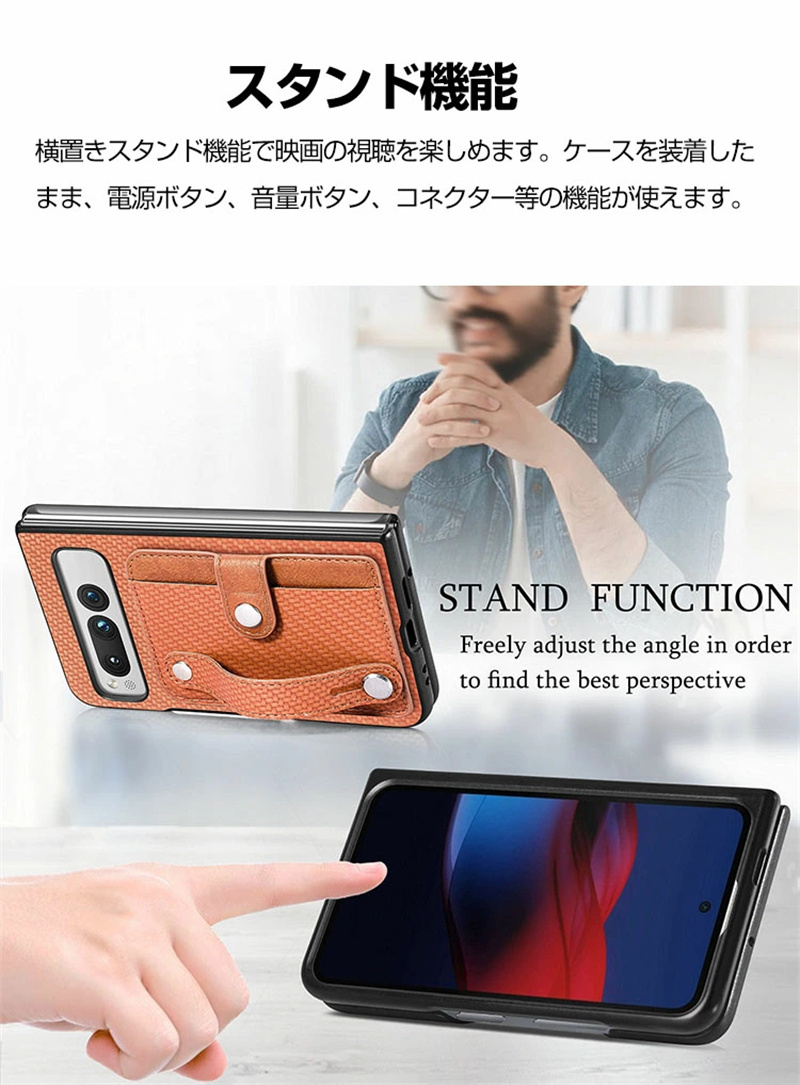 スタンド機能
横置きスタンド機能で映画の視聴を楽しめます。ケースを装着した
まま、電源ボタン、音量ボタン、コネクター等の機能が使えます。
STAND FUNCTION
Freely adjust the angle in order
to find the best perspective